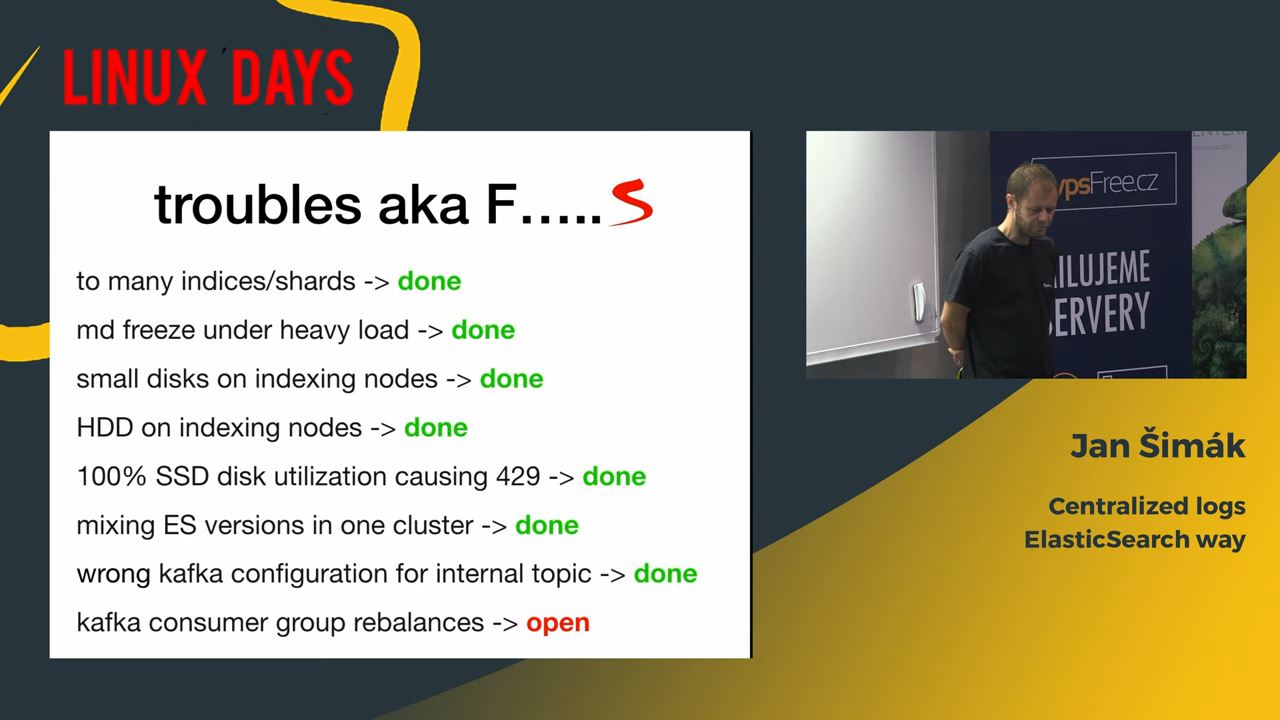 LINUX DAYS
troubles aka F.....S
to many indices/shards -> done
md freeze under heavy load -> done
small disks on indexing nodes -> done
HDD on indexing nodes -> done
100% SSD disk utilization causing 429 -> done
mixing ES versions in one cluster -> done
wrong kafka configuration for internal topic -> done
kafka consumer group rebalances -> open
vpsFree.cz
ILUJEME
SERVERY
Jan Šimák
Centralized logs
ElasticSearch way